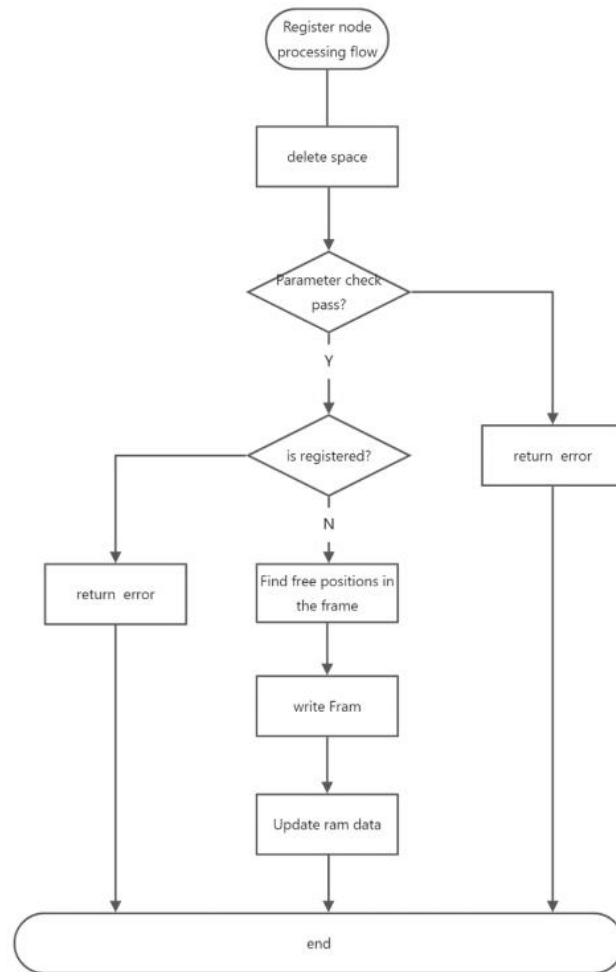 Register node
processing flow
delete space
Parameter check
pass?
Y
is registered?
return  error
N
Find free positions in
the frame
return  error
write Fram
Update ram data
end